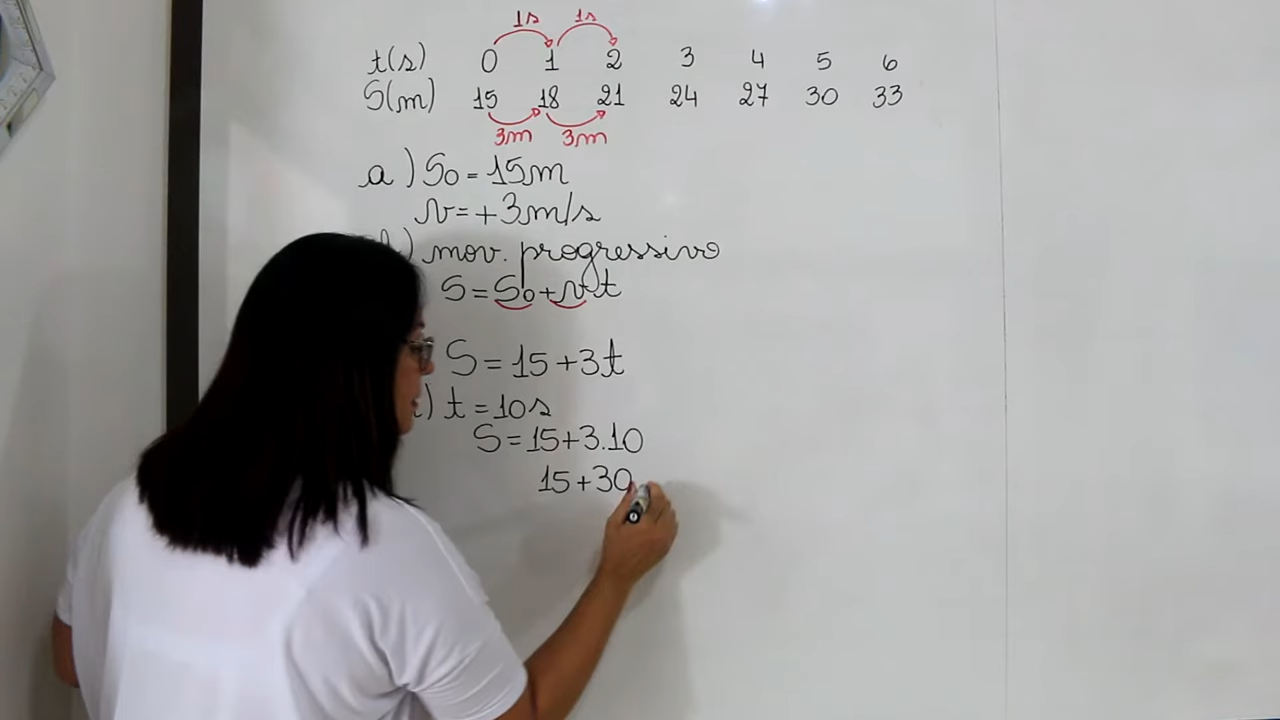 1s 1s
t(s) 0 1 2 3 4 5 6
S(m) 15 18 21 24 27 30 33
3m 3m
a) S₀ = 15m
v = +3m/s
) mov. progressivo
S = S₀ + vt
S = 15 + 3t
) t = 10s
S = 15 + 3.10
15 + 30